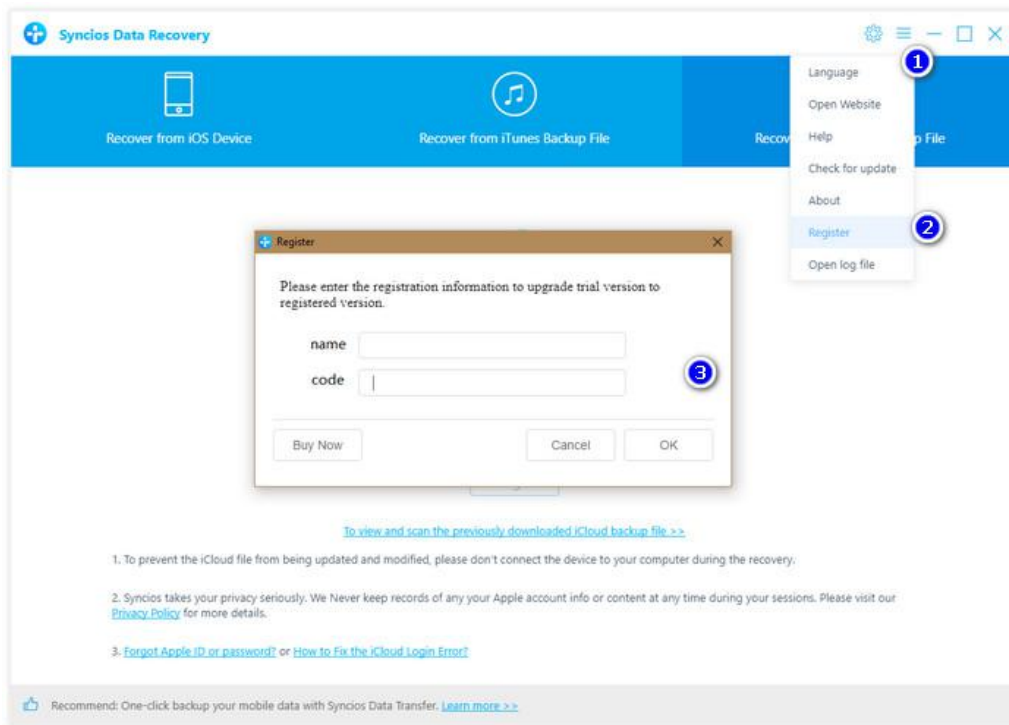 Syncios Data Recovery
1
Language
Open Website
Help
Check for update
About
Register
2
Open log file
Recover from iOS Device
Recover from iTunes Backup File
Recov
p File
Register
Please enter the registration information to upgrade trial version to
registered version.
name
code
3
Buy Now
Cancel
OK
To view and scan the previously downloaded iCloud backup file >>
1. To prevent the iCloud file from being updated and modified, please don't connect the device to your computer during the recovery.
2. Syncios takes your privacy seriously. We Never keep records of any your Apple account info or content at any time during your sessions. Please visit our
Privacy Policy for more details.
3. Forgot Apple ID or password? or How to Fix the iCloud Login Error?
Recommend: One-click backup your mobile data with Syncios Data Transfer. Learn more >>